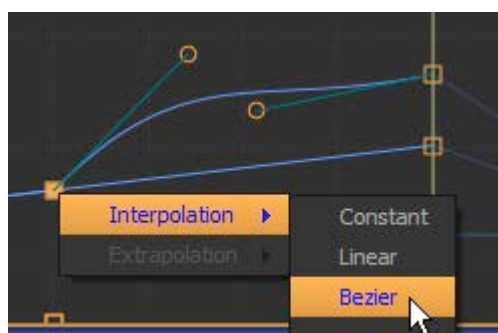 Interpolation
Constant
Extrapolation
Linear
Bezier